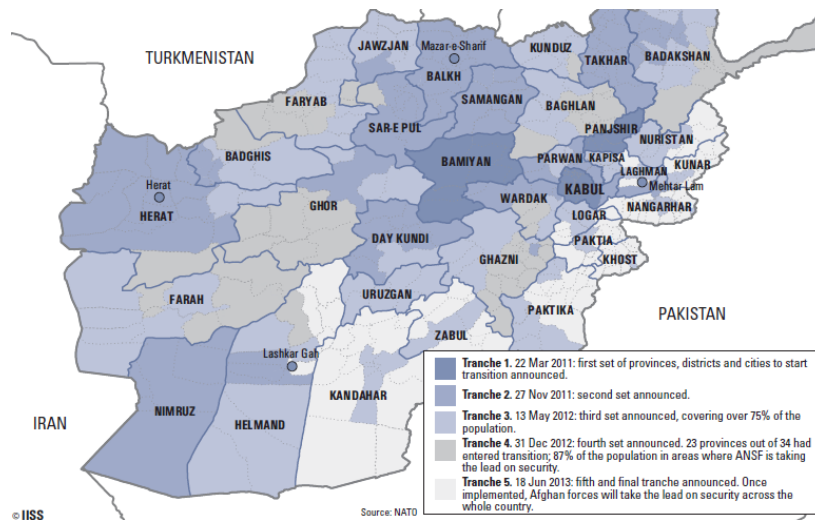 TURKMENISTAN
JAWZJAN
Mazar-e-Sharif
KUNDUZ
TAKHAR
BADAKSHAN
BALKH
FARYAB
SAMANGAN
BAGHLAN
SAR-E PUL
PANJSHIR
NURISTAN
BADGHIS
BAMIYAN
PARWAN
KAPISA
KUNAR
LAGHMAN
Herat
KABUL
Mehtar-Lam
HERAT
GHOR
WARDAK
NANGARHAR
LOGAR
DAY KUNDI
PAKTIA
GHAZNI
KHOST
URUZGAN
FARAH
PAKTIKA
PAKISTAN
ZABUL
Lashkar Gah
KANDAHAR
NIMRUZ
IRAN
HELMAND
Tranche 1. 22 Mar 2011: first set of provinces, districts and cities to start
transition announced.
Tranche 2. 27 Nov 2011: second set announced.
Tranche 3. 13 May 2012: third set announced, covering over 75% of the
population.
Tranche 4. 31 Dec 2012: fourth set announced. 23 provinces out of 34 had
entered transition; 87% of the population in areas where ANSF is taking
the lead on security.
Tranche 5. 18 Jun 2013: fifth and final tranche announced. Once
implemented, Afghan forces will take the lead on security across the
whole country.
© IISS
Source: NATO